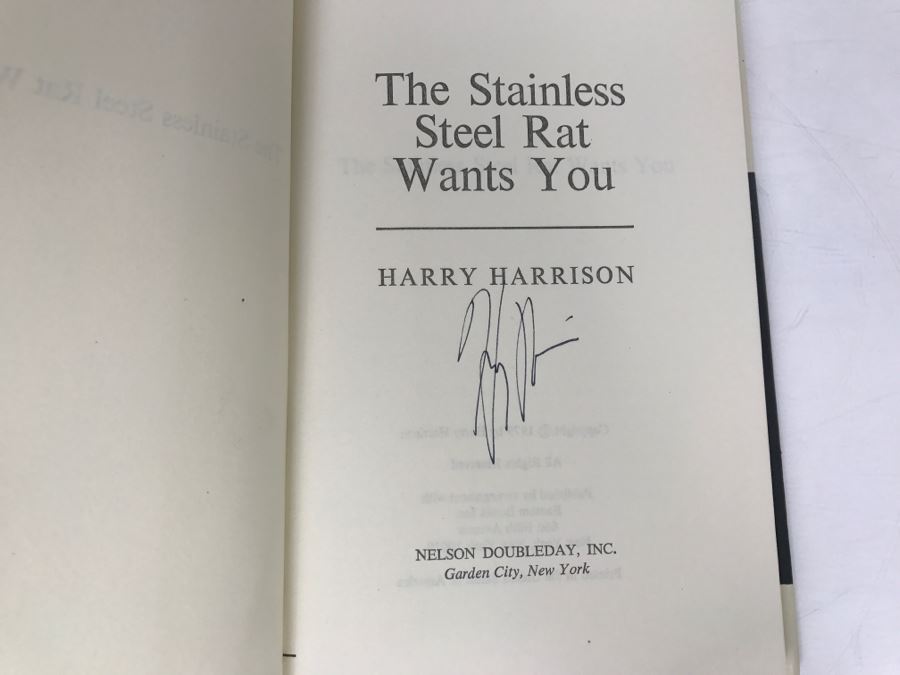 The Stainless
Steel Rat
Wants You
HARRY HARRISON
NELSON DOUBLEDAY, INC.
Garden City, New York